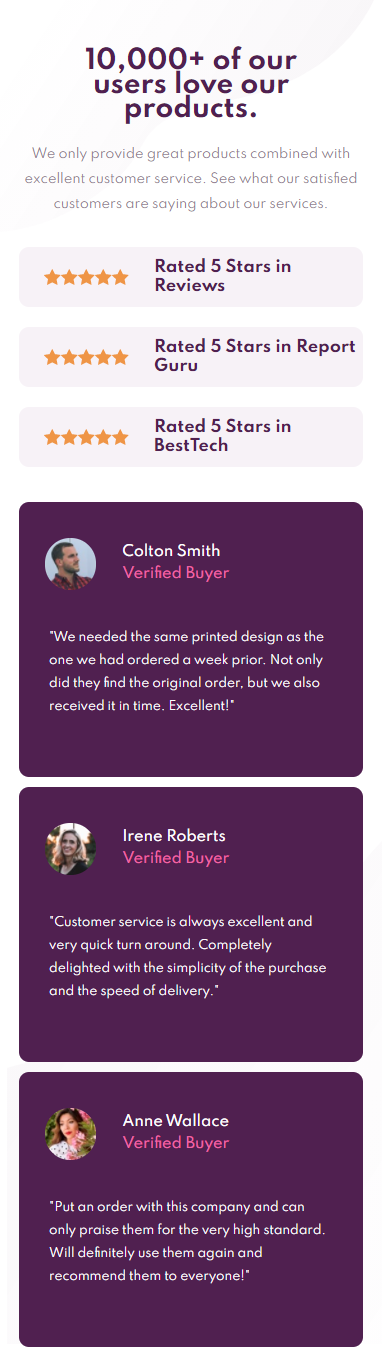 10,000+ of our
users love our
products.
We only provide great products combined with
excellent customer service. See what our satisfied
customers are saying about our services.
Rated 5 Stars in
Reviews
Rated 5 Stars in Report
Guru
Rated 5 Stars in
BestTech
Colton Smith
Verified Buyer
"We needed the same printed design as the
one we had ordered a week prior. Not only
did they find the original order, but we also
received it in time. Excellent!"
Irene Roberts
Verified Buyer
"Customer service is always excellent and
very quick turn around. Completely
delighted with the simplicity of the purchase
and the speed of delivery."
Anne Wallace
Verified Buyer
"Put an order with this company and can
only praise them for the very high standard.
Will definitely use them again and
recommend them to everyone!"